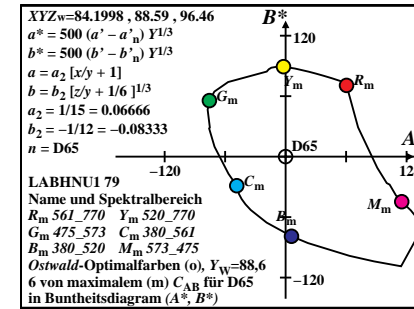 XYZw=84.1998 , 88.59 , 96.46
a* = 500 (a' – a'n) Y1/3
b* = 500 (b' – b'n) Y1/3
a = a2 [x/y + 1]
b = b2 [z/y + 1/6 ]1/3
a2 = 1/15 = 0.06666
b2 = –1/12 = –0.08333
n = D65
B*
120
Ym
Rm
Gm
D65
A
–120
12
LABHNU1 79
Name und Spektralbereich
Rm 561_770 Ym 520_770
Gm 475_573 Cm 380_561
Bm 380_520 Mm 573_475
Cm
Mm
Bm
Ostwald-Optimalfarben (o), YW=88,6
6 von maximalem (m) CAB für D65
in Buntheitsdiagram (A*, B*)
–120